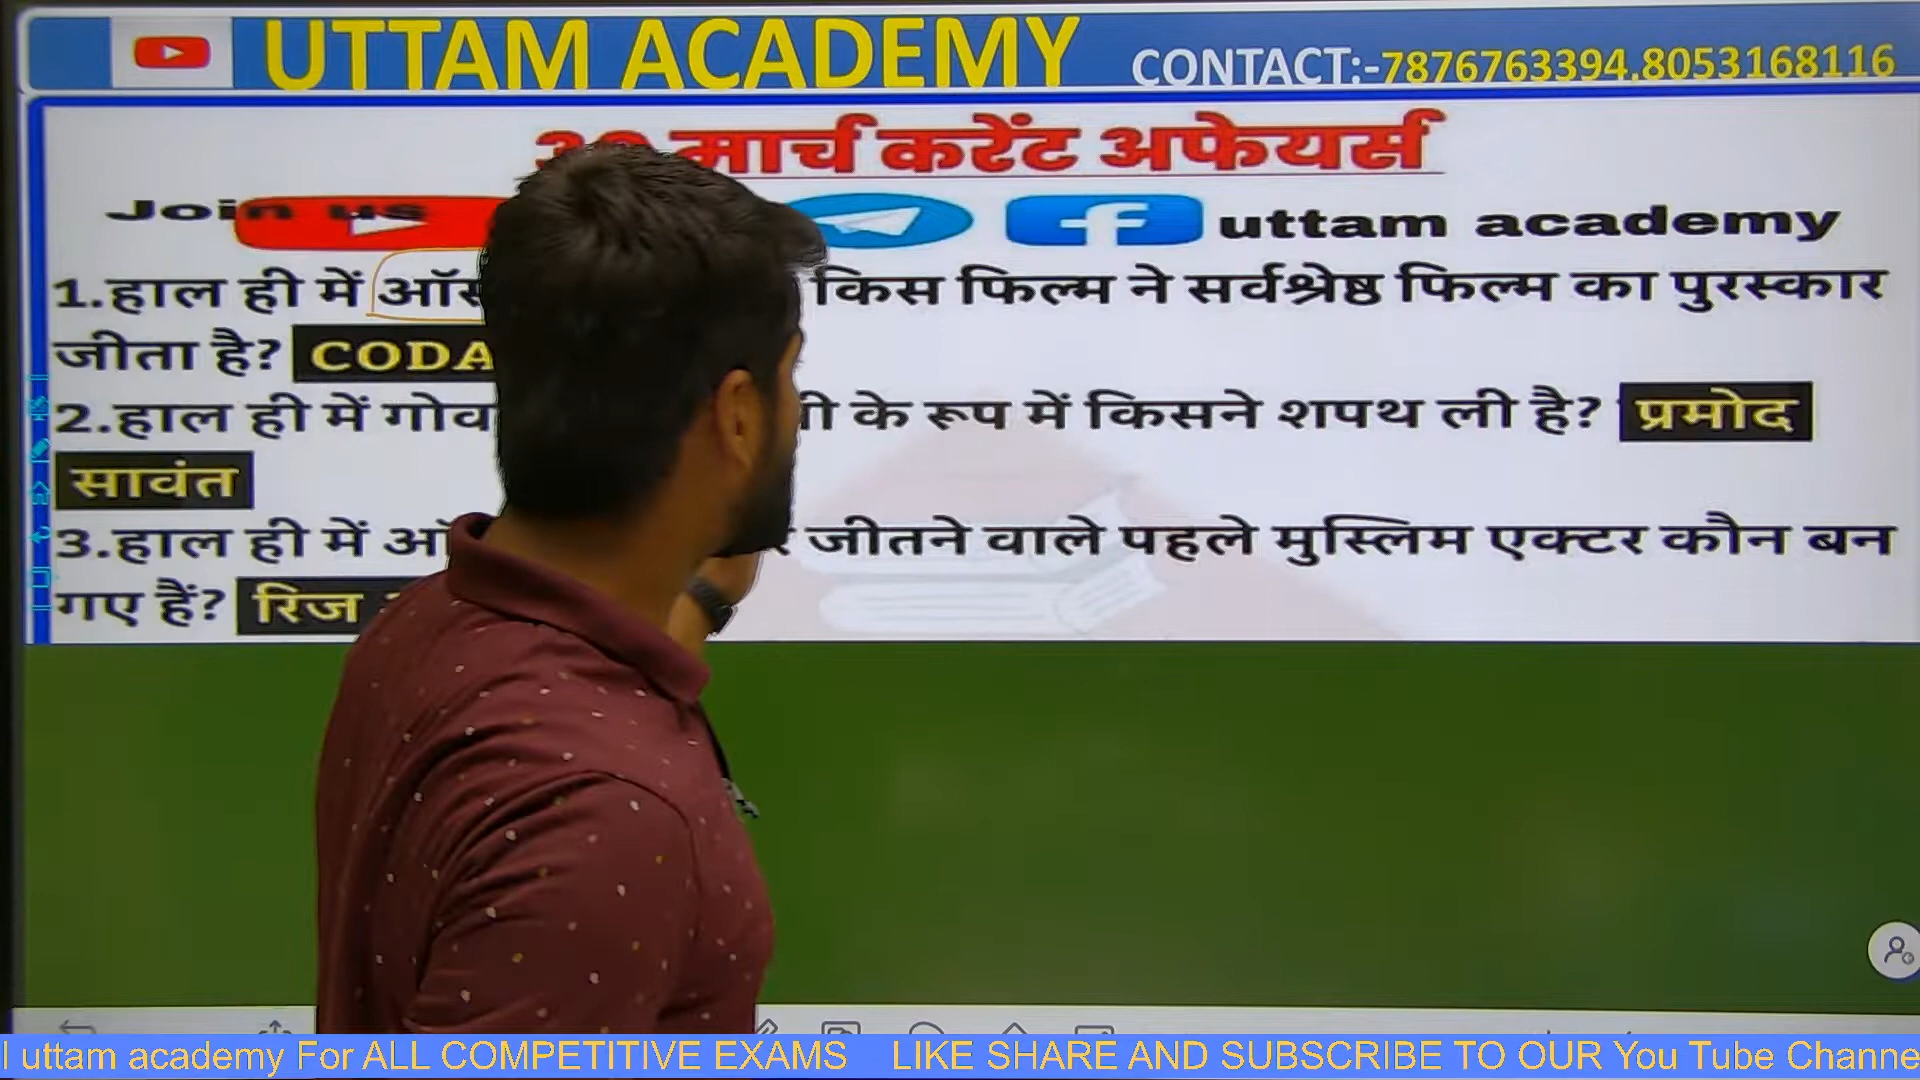 UTTAM ACADEMY CONTACT:-7876763394,8053168116
मार्च करेंट अफेयर्स
Join us uttam academy
1.हाल ही में किस फिल्म ने सर्वश्रेष्ठ फिल्म का पुरस्कार
जीता है? CODA
2.हाल ही में के रूप में किसने शपथ ली है? प्रमोद
सावंत
3.हाल ही में जीतने वाले पहले मुस्लिम एक्टर कौन बन
गए हैं? रिज
uttam academy For ALL COMPETITIVE EXAMS LIKE SHARE AND SUBSCRIBE TO OUR You Tube Channe